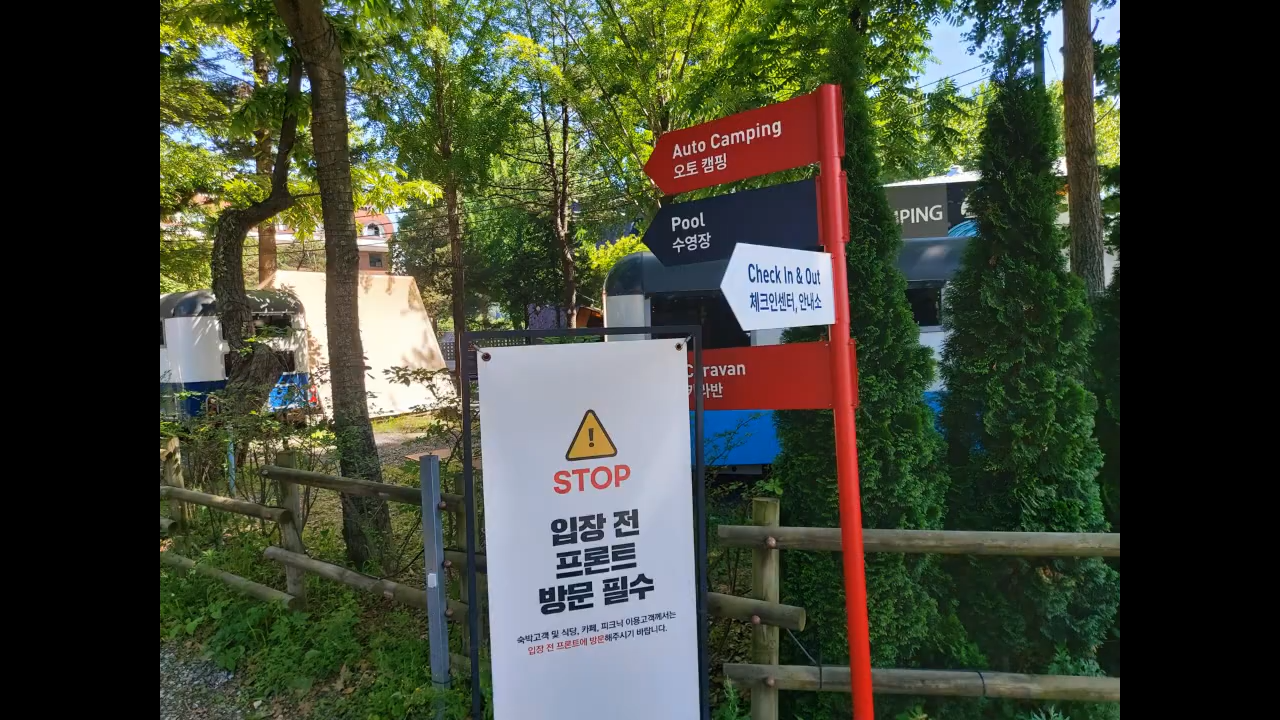 Auto Camping
오토 캠핑
Pool
수영장
PING
Check In & Out
체크인센터, 안내소
Caravan
카라반
STOP
입장 전
프론트
방문 필수
숙박고객 및 식당, 카페, 피크닉 이용고객께서는
입장 전 프론트에 방문해주시기 바랍니다.